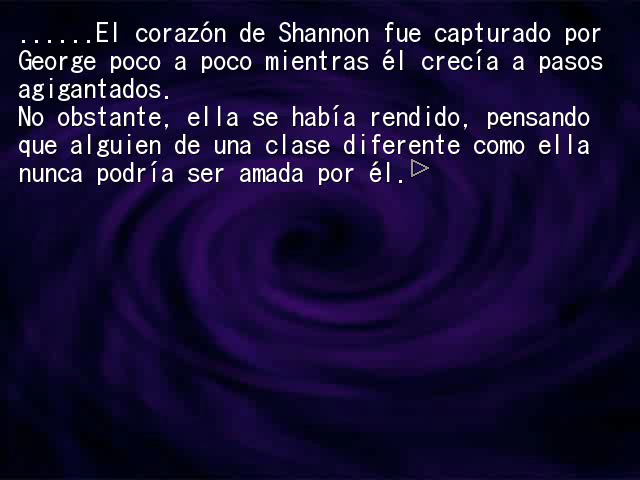 ......El corazón de Shannon fue capturado por
George poco a poco mientras él crecía a pasos
agigantados.
No obstante, ella se había rendido, pensando
que alguien de una clase diferente como ella
nunca podría ser amada por él.